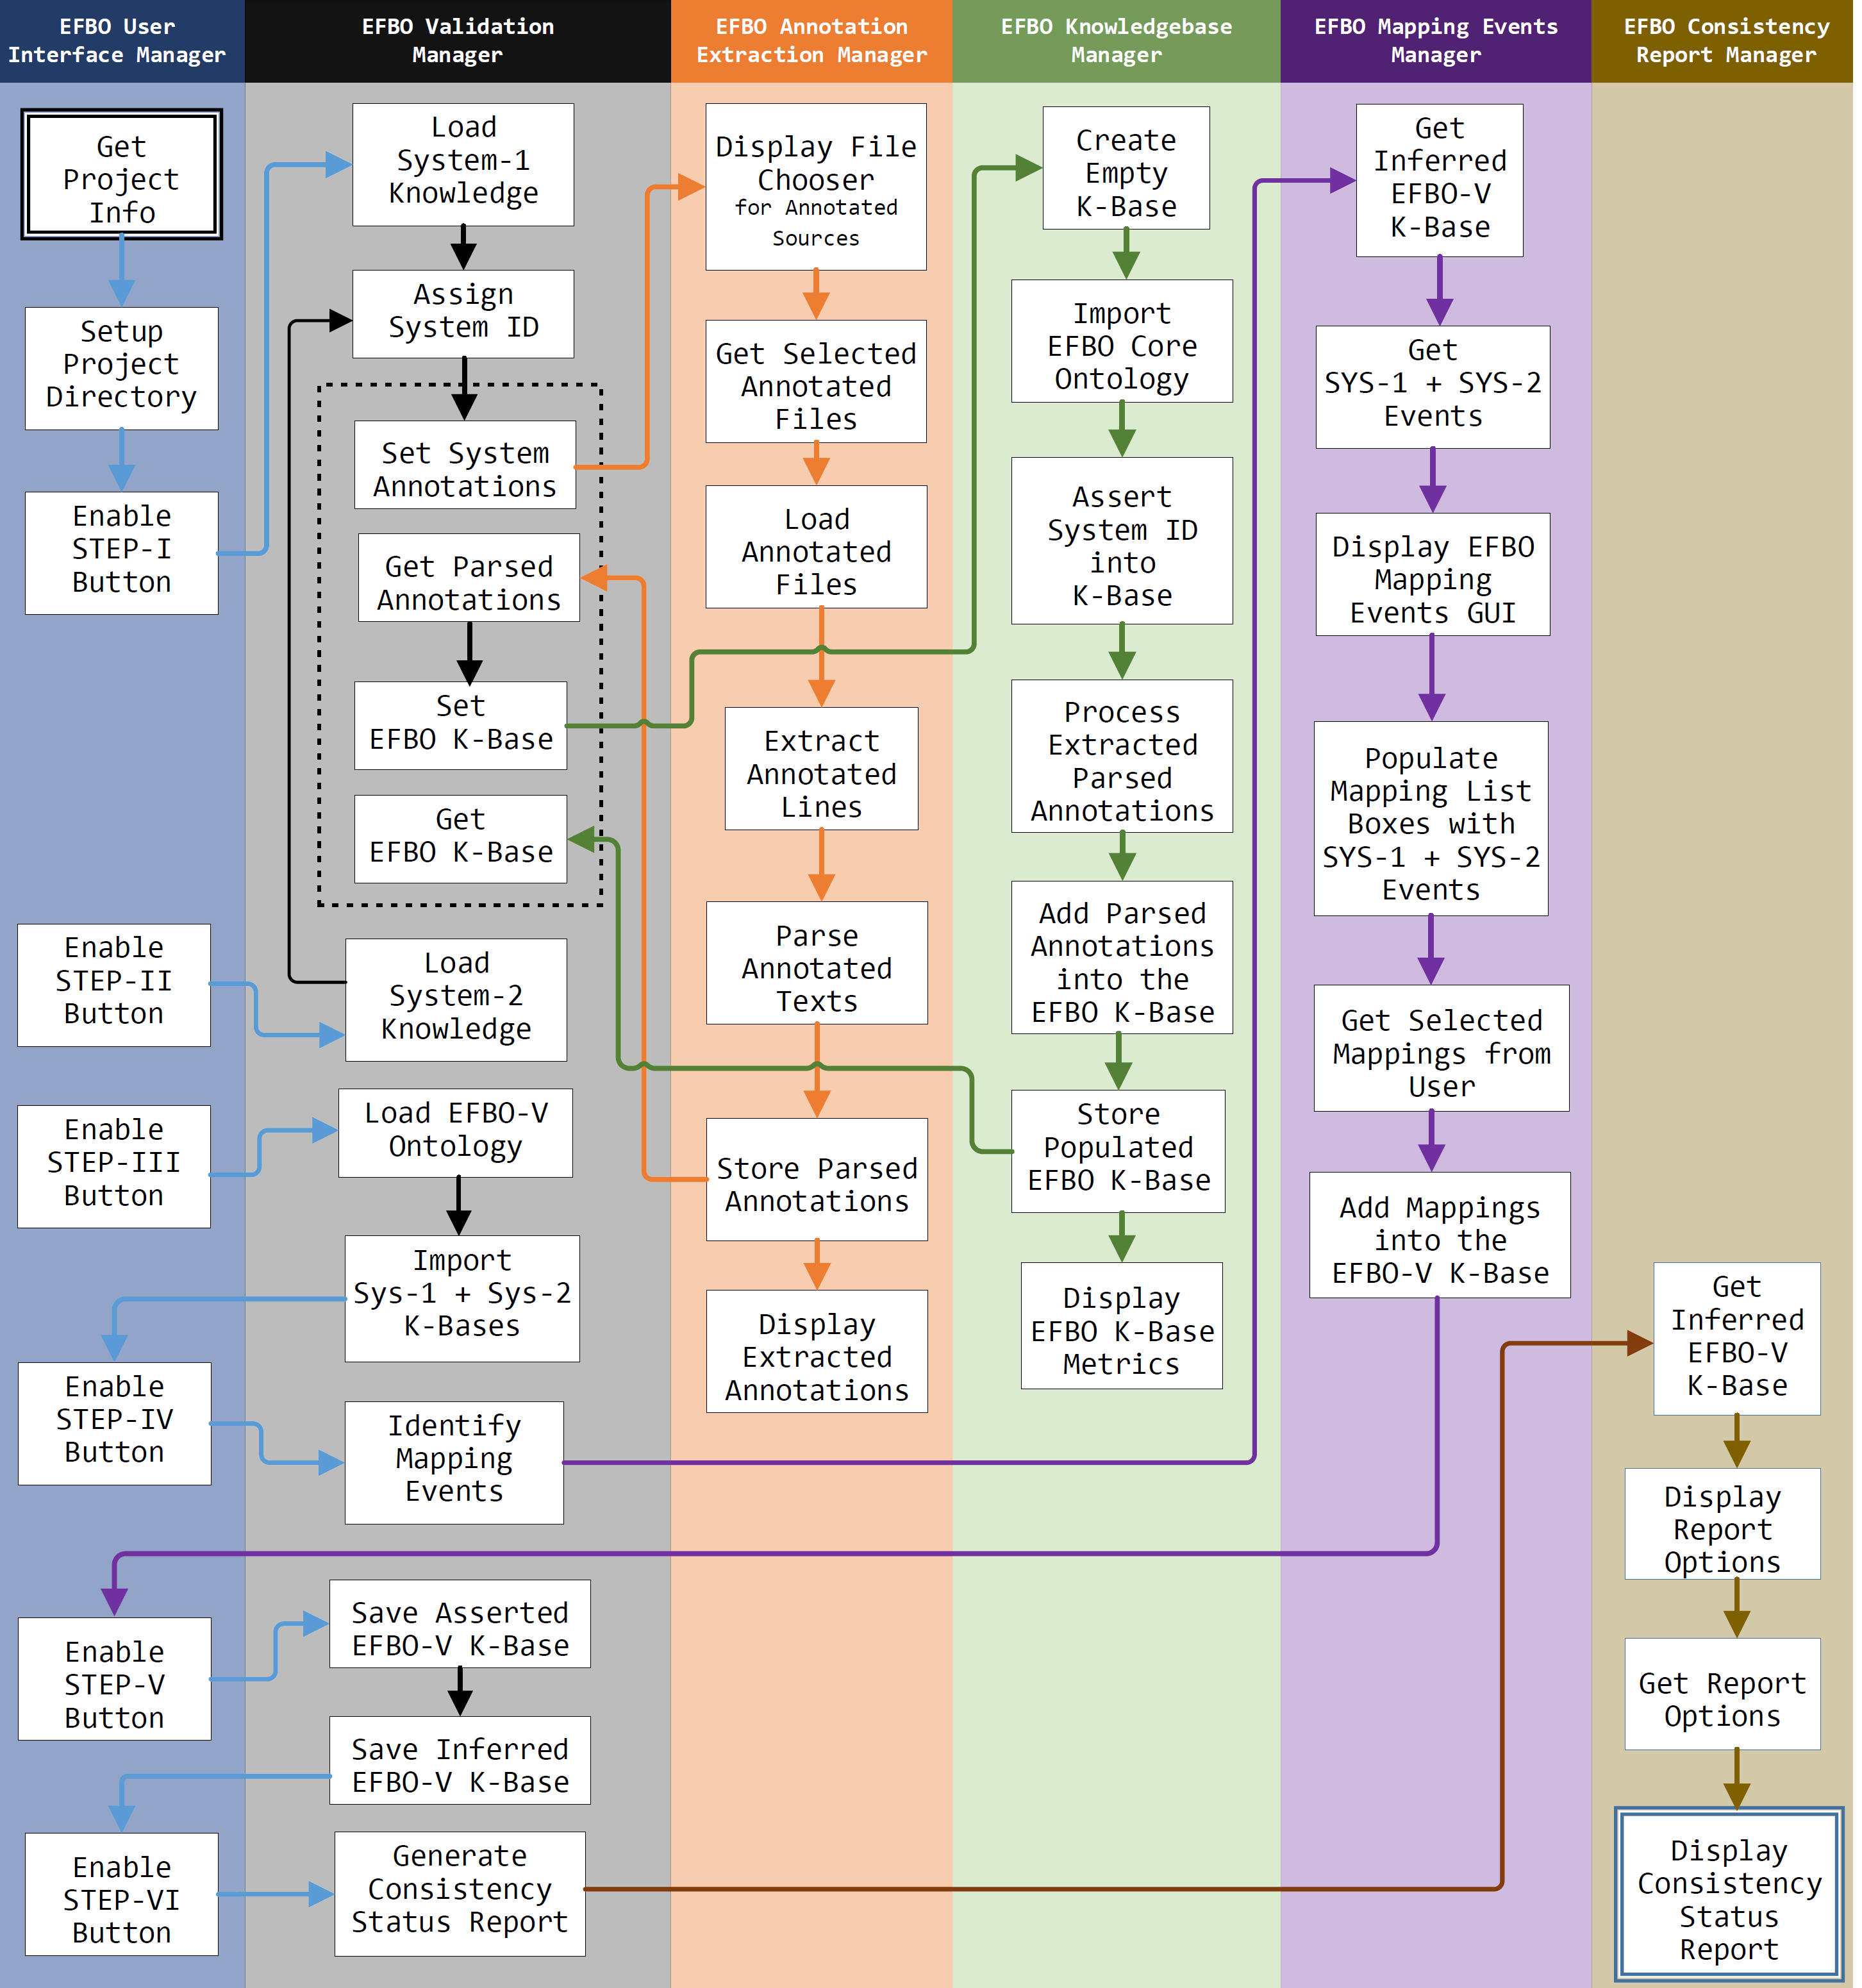 EFBO User
Interface Manager
EFBO Validation
Manager
EFBO Annotation
Extraction Manager
EFBO Knowledgebase
Manager
EFBO Mapping Events
Manager
EFBO Consistency
Report Manager
Get
Project
Info
Setup
Project
Directory
Enable
STEP-I
Button
Enable
STEP-II
Button
Enable
STEP-III
Button
Enable
STEP-IV
Button
Enable
STEP-V
Button
Enable
STEP-VI
Button
Load
System-1
Knowledge
Assign
System ID
Set System
Annotations
Get Parsed
Annotations
Set
EFBO K-Base
Get
EFBO K-Base
Load
System-2
Knowledge
Load EFBO-V
Ontology
Import
Sys-1 + Sys-2
K-Bases
Identify
Mapping
Events
Save Asserted
EFBO-V K-Base
Save Inferred
EFBO-V K-Base
Generate
Consistency
Status Report
Display File
Chooser
for Annotated
Sources
Get Selected
Annotated
Files
Load
Annotated
Files
Extract
Annotated
Lines
Parse
Annotated
Texts
Store Parsed
Annotations
Display
Extracted
Annotations
Create
Empty
K-Base
Import
EFBO Core
Ontology
Assert
System ID
into
K-Base
Process
Extracted
Parsed
Annotations
Add Parsed
Annotations
into the
EFBO K-Base
Store
Populated
EFBO K-Base
Display
EFBO K-Base
Metrics
Get
Inferred
EFBO-V
K-Base
Get
SYS-1 + SYS-2
Events
Display EFBO
Mapping
Events GUI
Populate
Mapping List
Boxes with
SYS-1 + SYS-2
Events
Get Selected
Mappings from
User
Add Mappings
into the
EFBO-V K-Base
Get
Inferred
EFBO-V
K-Base
Display
Report
Options
Get Report
Options
Display
Consistency
Status
Report